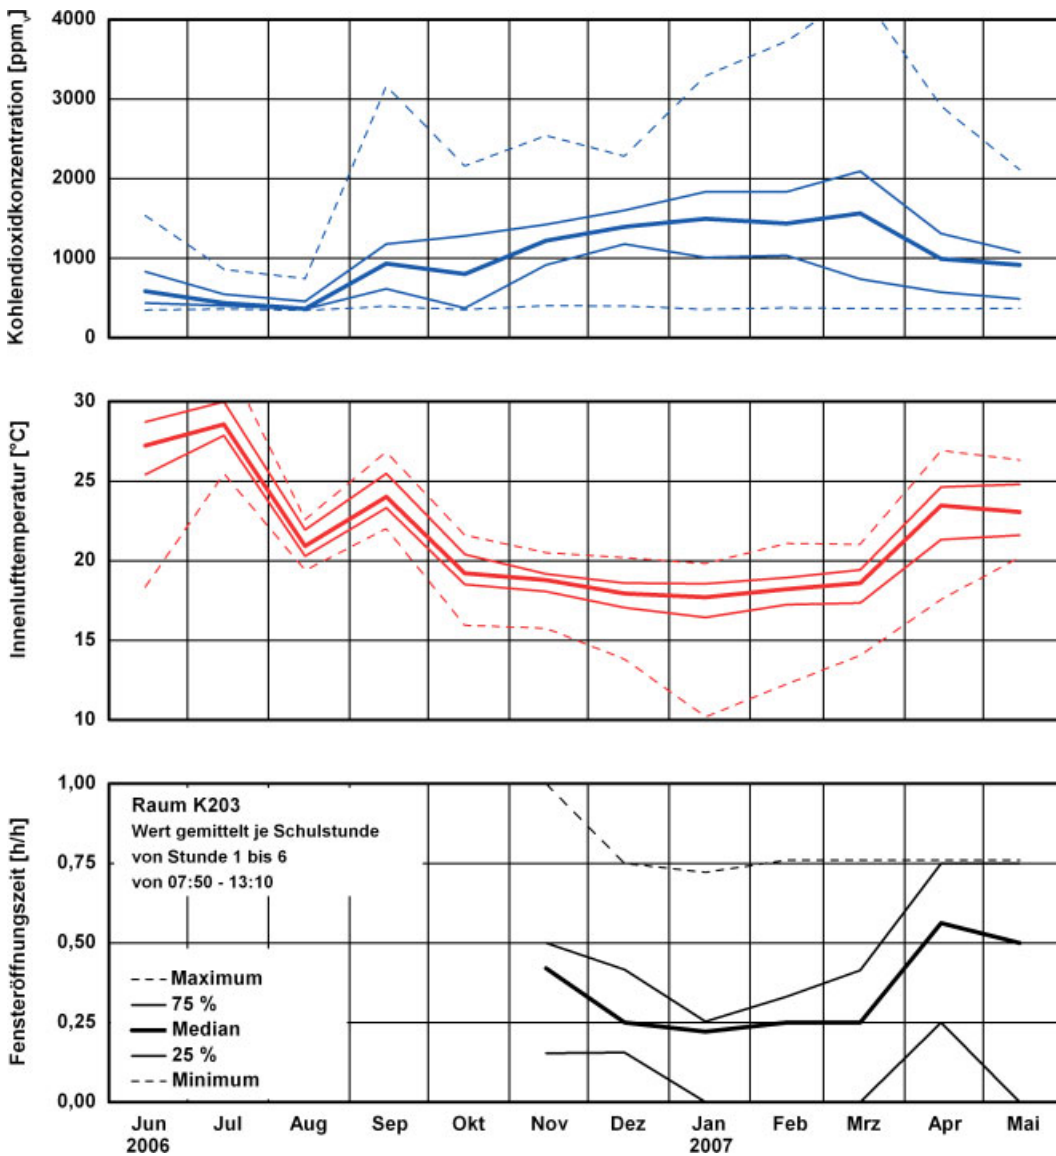 Kohlendioxidkonzentration [ppmv]
4000
3000
2000
1000
0
Innenlufttemperatur [°C]
30
25
20
15
10
Fensteröffnungszeit [h/h]
1,00
0,75
0,50
0,25
0,00
Raum K203
Wert gemittelt je Schulstunde
von Stunde 1 bis 6
von 07:50 - 13:10
Maximum
75 %
Median
25 %
Minimum
Jun Jul Aug Sep Okt Nov Dez Jan Feb Mrz Apr Mai
2006 2007